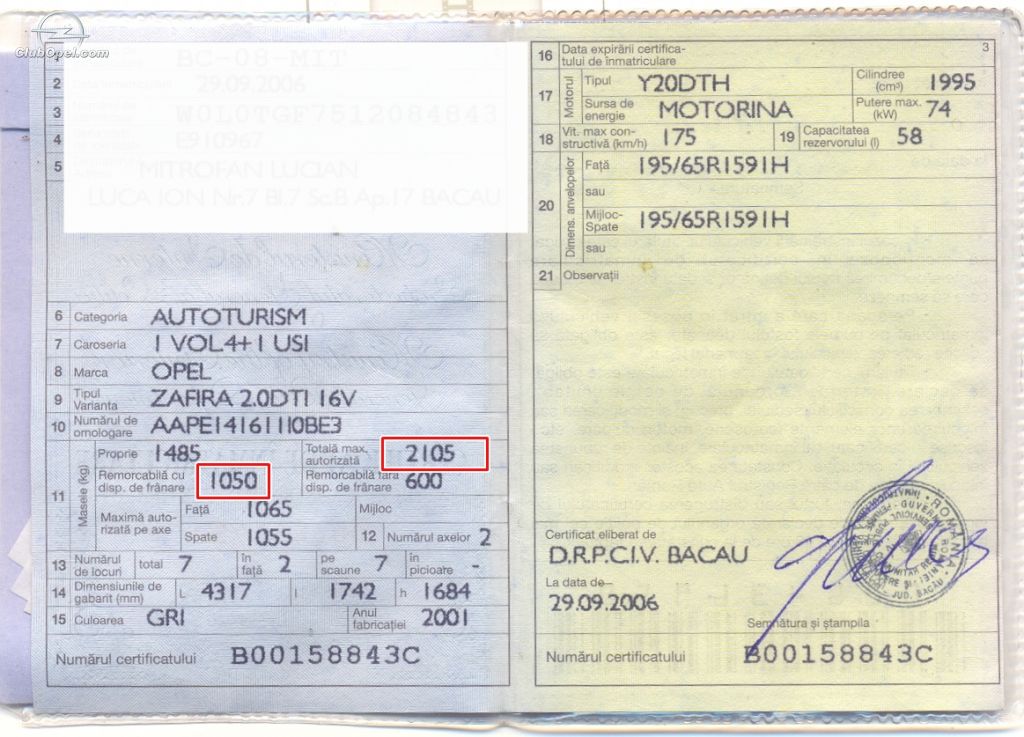 ClubOpel.com
1 BC-08-MIT
2 29.09.2006
3 W0L0TGF7512084843
4 E910967
5 MITROFAN LUCIAN
LUCA ION Nr.7 Bl.7 Sc.B Ap.17 BACAU
6 Categoria AUTOTURISM
7 Caroseria 1 VOL4+1 USI
8 Marca OPEL
9 Tipul Varianta ZAFIRA 2.0DTI 16V
10 Numărul de omologare AAPE14161110BE3
11 Masele (kg) Proprie 1485 Totală max. autorizată 2105
Remorcabilă cu disp. de frânare 1050 Remorcabilă fără disp. de frânare 600
Maximă autorizată pe axe Față 1065 Mijloc
Spate 1055 12 Numărul axelor 2
13 Numărul de locuri total 7 în față 2 pe scaune 7 în picioare -
14 Dimensiunile de gabarit (mm) L 4317 l 1742 h 1684
15 Culoarea GRI Anul fabricației 2001
Numărul certificatului B00158843C
3
16 Data expirării certifica-
tului de înmatriculare
17 Motorul Tipul Y20DTH Cilindree (cm³) 1995
Sursa de energie MOTORINA Putere max. (kW) 74
18 Vit. max constructivă (km/h) 175 19 Capacitatea rezervorului (l) 58
20 Dimens. anvelopelor Față 195/65R1591H
sau
Mijloc-Spate 195/65R1591H
sau
21 Observații
Certificat eliberat de
D.R.P.C.I.V. BACAU
La data de
29.09.2006
Semnătura și ștampila
Numărul certificatului B00158843C